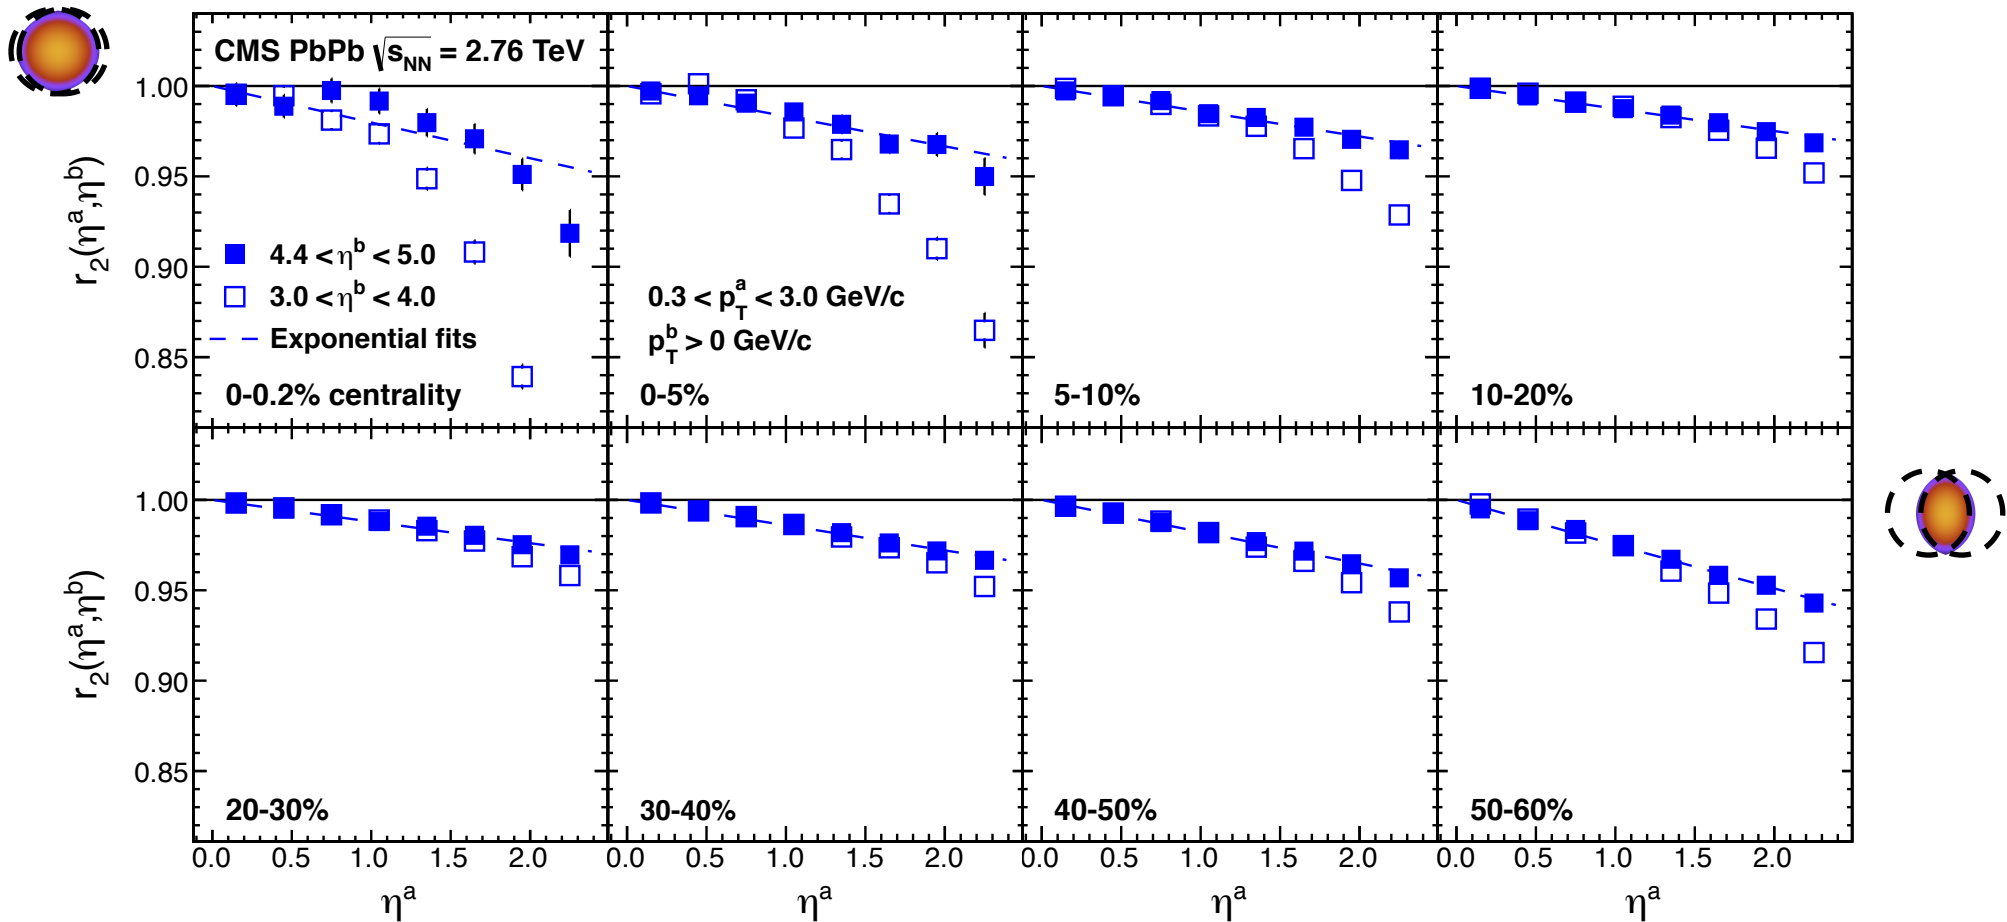 CMS PbPb √s_NN = 2.76 TeV
r₂(ηᵃ,ηᵇ)
1.00
0.95
0.90
0.85
4.4 < ηᵇ < 5.0
3.0 < ηᵇ < 4.0
Exponential fits
0-0.2% centrality
0.3 < p_T^a < 3.0 GeV/c
p_T^b > 0 GeV/c
0-5%
5-10%
10-20%
r₂(ηᵃ,ηᵇ)
1.00
0.95
0.90
0.85
20-30%
30-40%
40-50%
50-60%
0.0 0.5 1.0 1.5 2.0 0.0 0.5 1.0 1.5 2.0 0.0 0.5 1.0 1.5 2.0 0.0 0.5 1.0 1.5 2.0
ηᵃ ηᵃ ηᵃ ηᵃ